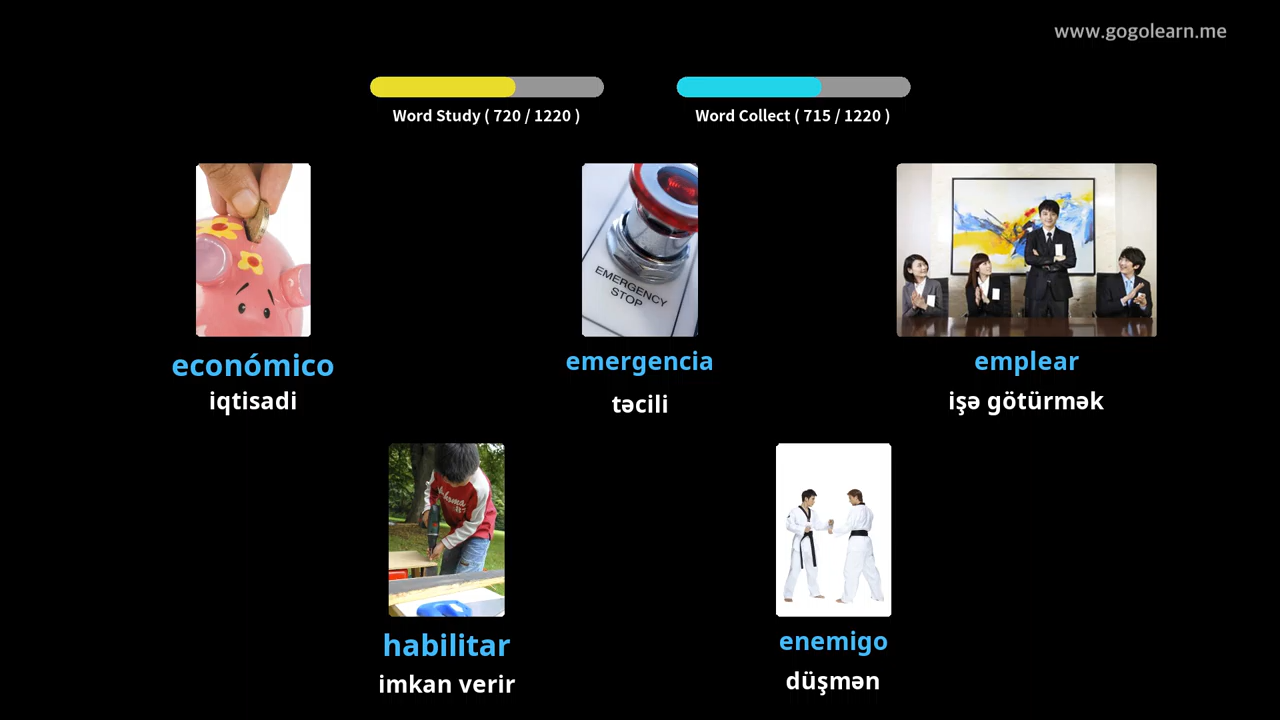 www.gogolearn.me
Word Study ( 720 / 1220 )
Word Collect ( 715 / 1220 )
EMERGENCY
STOP
económico
emergencia
emplear
iqtisadi
təcili
işə götürmək
habilitar
enemigo
imkan verir
düşmən